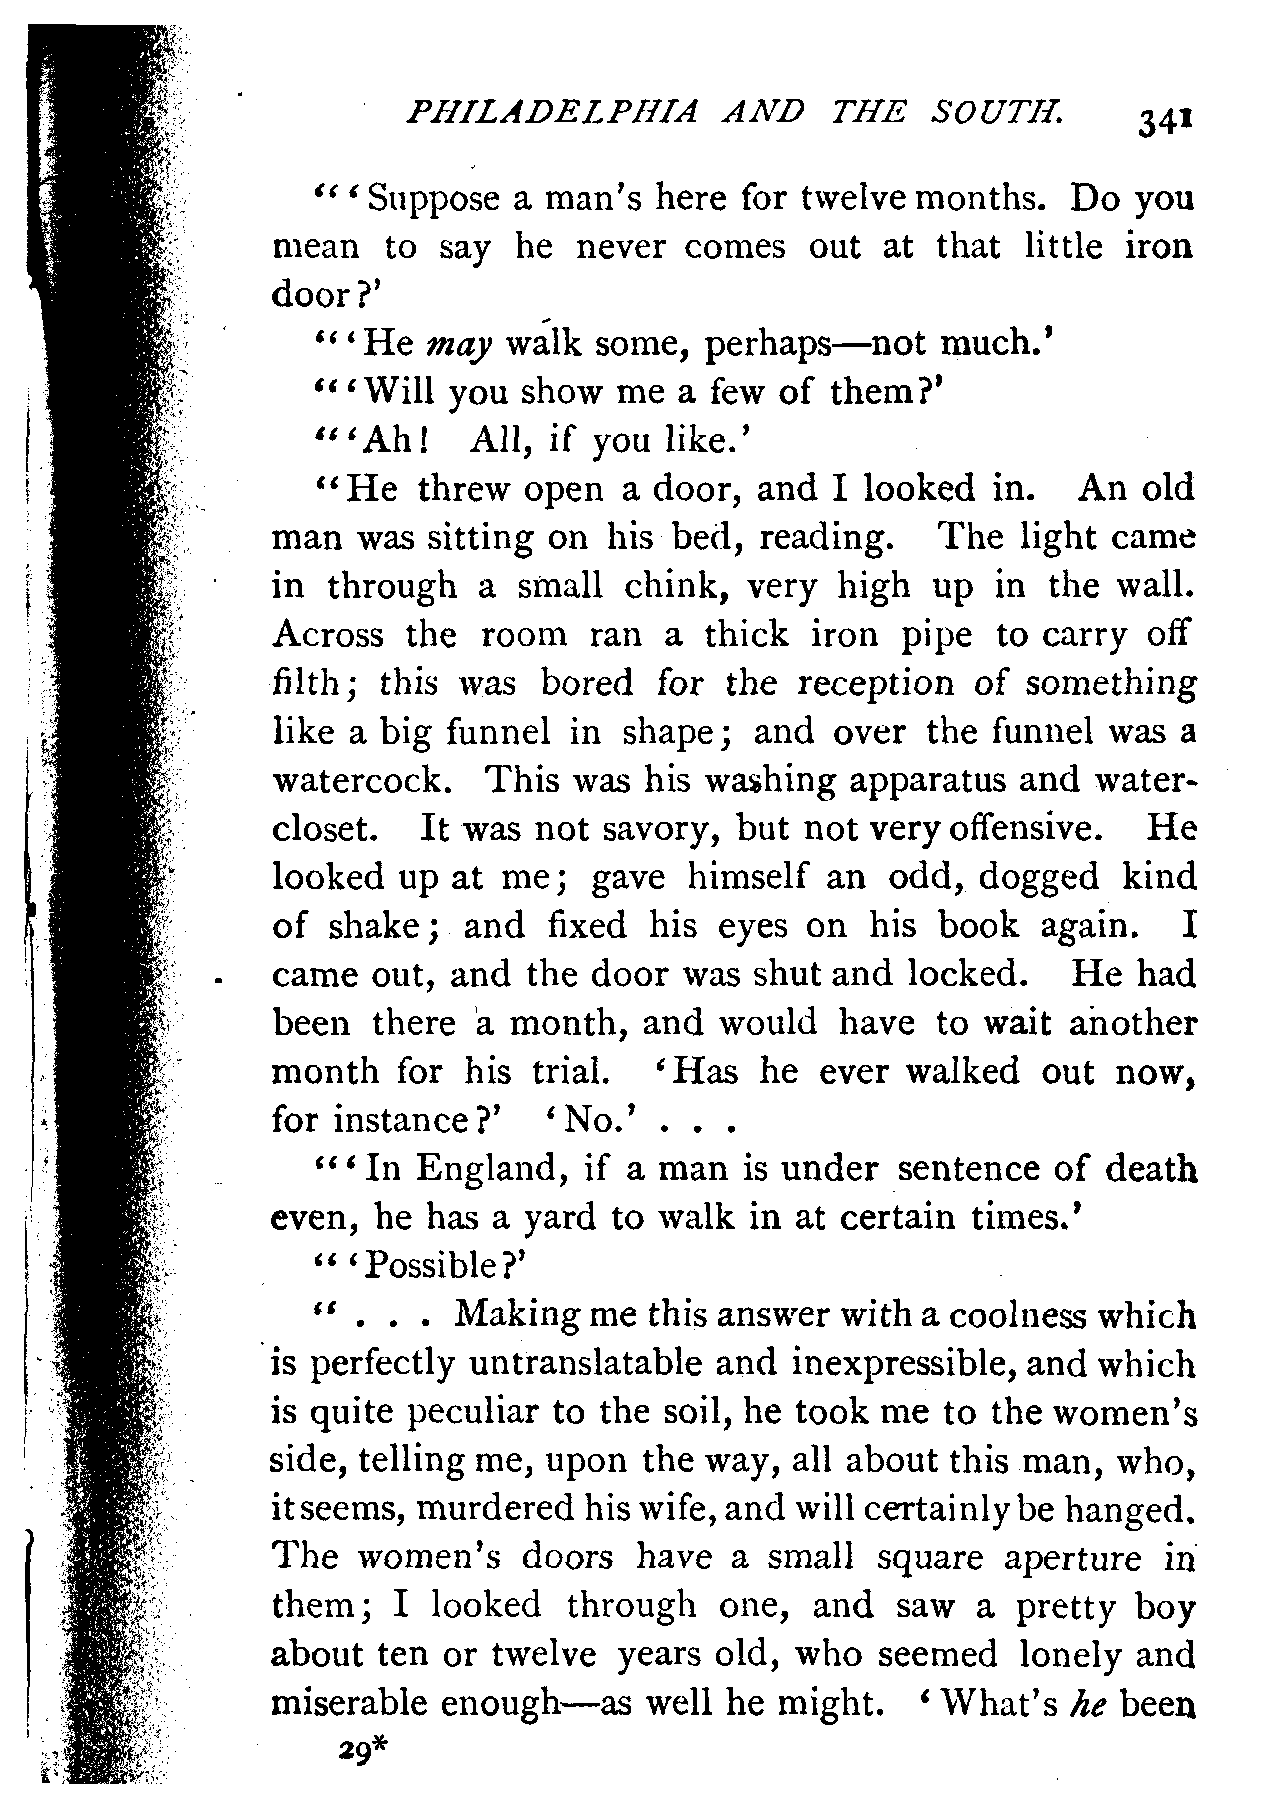 PHILADELPHIA AND THE SOUTH. 341
“‘Suppose a man's here for twelve months. Do you
mean to say he never comes out at that little iron
door?’
“‘He may walk some, perhaps—not much.’
“‘Will you show me a few of them?’
“‘Ah! All, if you like.’
“He threw open a door, and I looked in. An old
man was sitting on his bed, reading. The light came
in through a small chink, very high up in the wall.
Across the room ran a thick iron pipe to carry off
filth; this was bored for the reception of something
like a big funnel in shape; and over the funnel was a
watercock. This was his washing apparatus and water-
closet. It was not savory, but not very offensive. He
looked up at me; gave himself an odd, dogged kind
of shake; and fixed his eyes on his book again. I
came out, and the door was shut and locked. He had
been there a month, and would have to wait another
month for his trial. ‘Has he ever walked out now,
for instance?’ ‘No.’ . . .
“‘In England, if a man is under sentence of death
even, he has a yard to walk in at certain times.’
“‘Possible?’
“ . . . Making me this answer with a coolness which
is perfectly untranslatable and inexpressible, and which
is quite peculiar to the soil, he took me to the women's
side, telling me, upon the way, all about this man, who,
it seems, murdered his wife, and will certainly be hanged.
The women's doors have a small square aperture in
them; I looked through one, and saw a pretty boy
about ten or twelve years old, who seemed lonely and
miserable enough—as well he might. ‘What's he been
29*